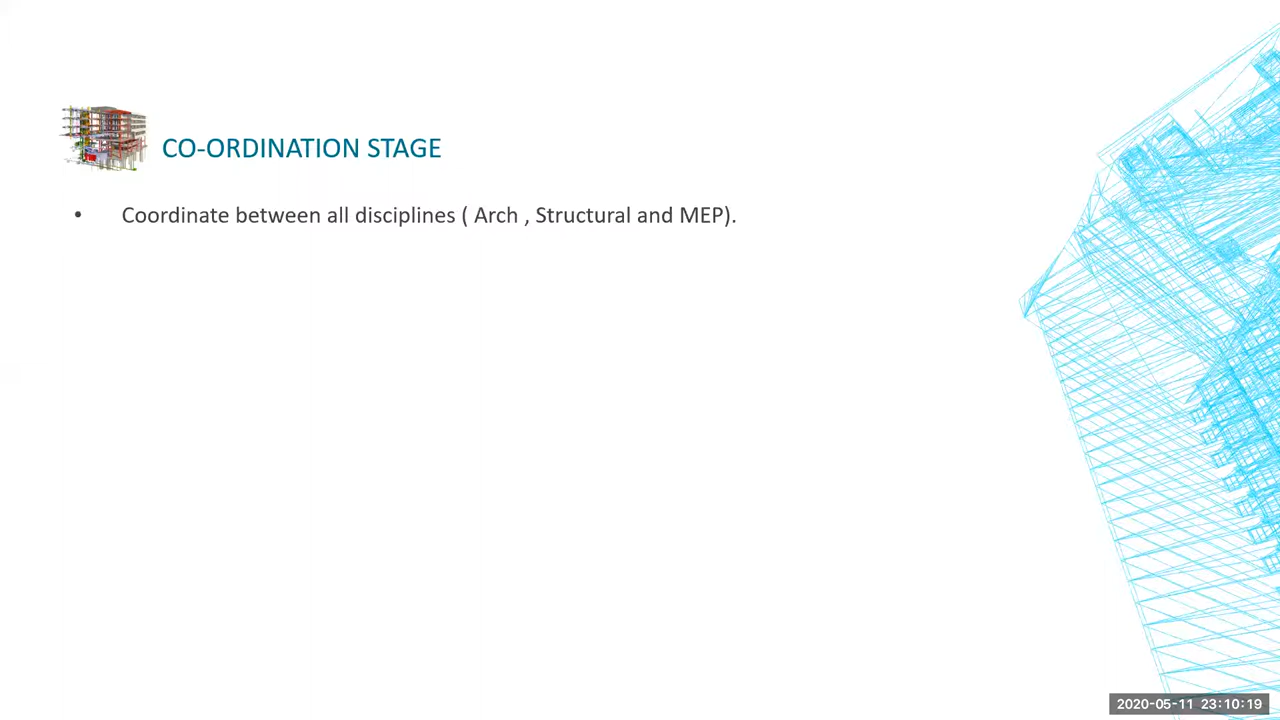 CO-ORDINATION STAGE
• Coordinate between all disciplines ( Arch , Structural and MEP).
2020-05-11 23:10:19